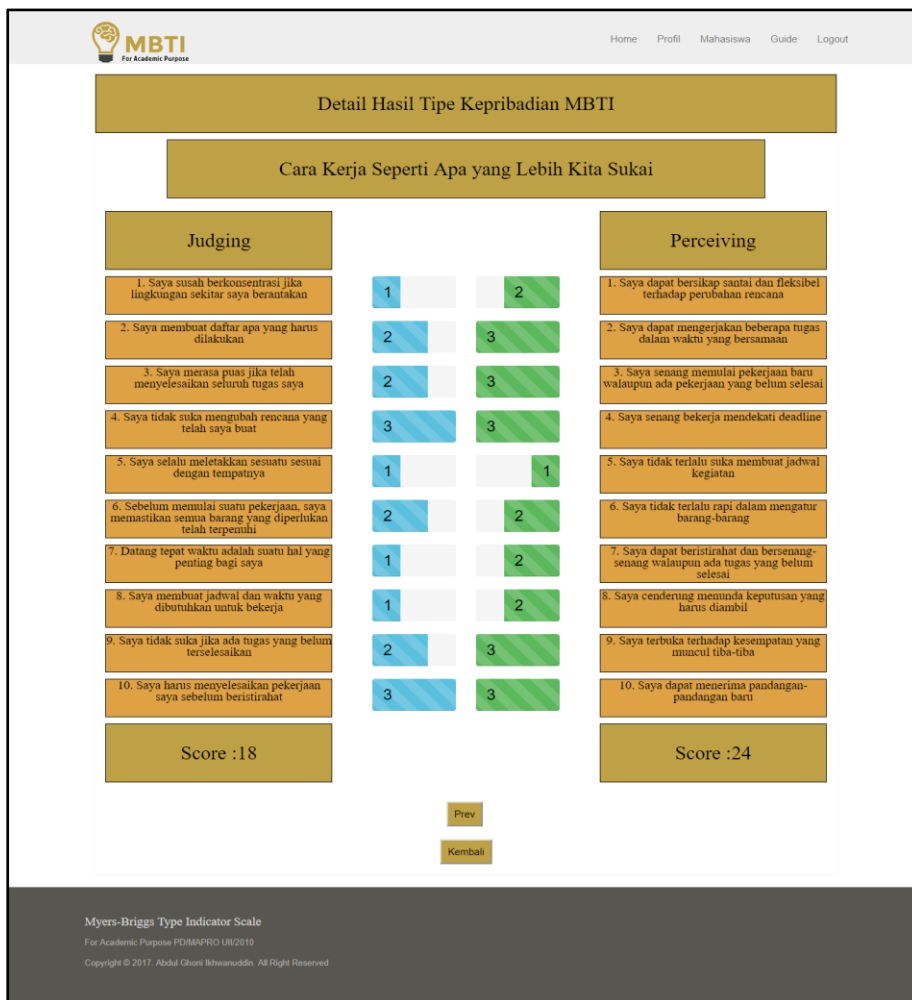 MBTI
For Academic Purpose
Home Profil Mahasiswa Guide Logout
Detail Hasil Tipe Kepribadian MBTI
Cara Kerja Seperti Apa yang Lebih Kita Sukai
Judging
Perceiving
1. Saya susah berkonsentrasi jika
lingkungan sekitar saya berantakan
1
2
1. Saya dapat bersikap santai dan fleksibel
terhadap perubahan rencana
2. Saya membuat daftar apa yang harus
dilakukan
2
3
2. Saya dapat mengerjakan beberapa tugas
dalam waktu yang bersamaan
3. Saya merasa puas jika telah
menyelesaikan seluruh tugas saya
2
3
3. Saya senang memulai pekerjaan baru
walaupun ada pekerjaan yang belum selesai
4. Saya tidak suka mengubah rencana yang
telah saya buat
3
3
4. Saya senang bekerja mendekati deadline
5. Saya selalu meletakkan sesuatu sesuai
dengan tempatnya
1
1
5. Saya tidak terlalu suka membuat jadwal
kegiatan
6. Sebelum memulai suatu pekerjaan, saya
memastikan semua barang yang diperlukan
telah terpenuhi
2
2
6. Saya tidak terlalu rapi dalam mengatur
barang-barang
7. Datang tepat waktu adalah suatu hal yang
penting bagi saya
1
2
7. Saya dapat beristirahat dan bersenang-
senang walaupun ada tugas yang belum
selesai
8. Saya membuat jadwal dan waktu yang
dibutuhkan untuk bekerja
1
2
8. Saya cenderung menunda keputusan yang
harus diambil
9. Saya tidak suka jika ada tugas yang belum
terselesaikan
2
3
9. Saya terbuka terhadap kesempatan yang
muncul tiba-tiba
10. Saya harus menyelesaikan pekerjaan
saya sebelum beristirahat
3
3
10. Saya dapat menerima pandangan-
pandangan baru
Score :18
Score :24
Prev
Kembali
Myers-Briggs Type Indicator Scale
For Academic Purpose PD/MAPRO UII/2010
Copyright © 2017. Abdul Ghoni Ikhwanuddin. All Right Reserved